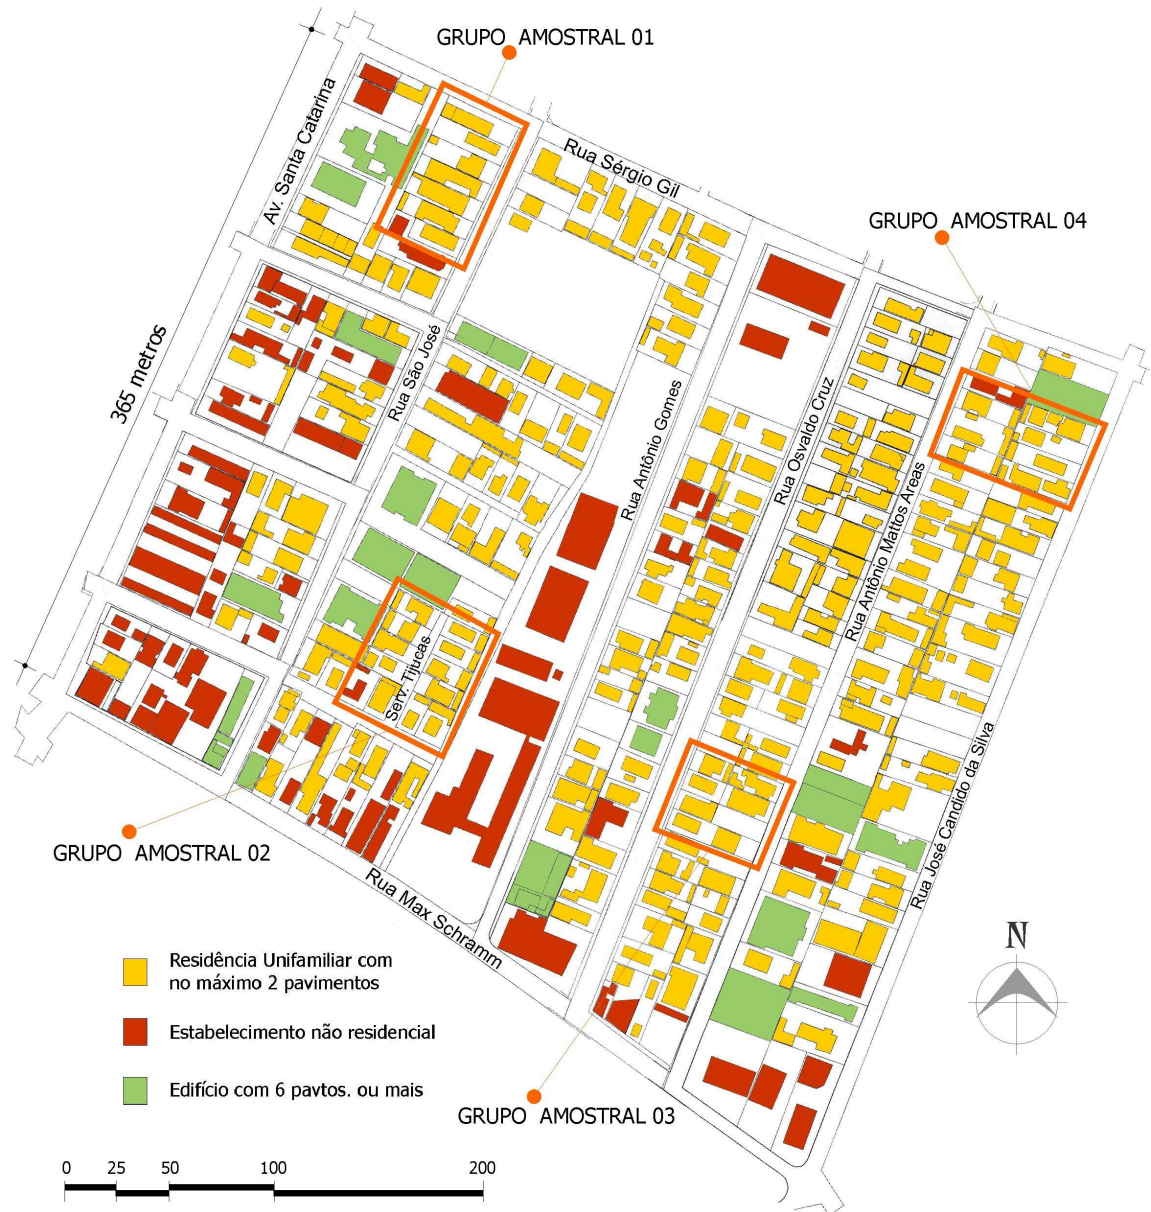 GRUPO AMOSTRAL 01
Av. Santa Catarina
Rua Sérgio Gil
GRUPO AMOSTRAL 04
365 metros
Rua São José
Rua Antônio Gomes
Rua Osvaldo Cruz
Rua Antônio Mattos Areas
Serv. Tijucas
Rua José Candido da Silva
GRUPO AMOSTRAL 02
Rua Max Schramm
N
Residência Unifamiliar com
no máximo 2 pavimentos
Estabelecimento não residencial
Edifício com 6 pavtos. ou mais
GRUPO AMOSTRAL 03
0 25 50 100 200